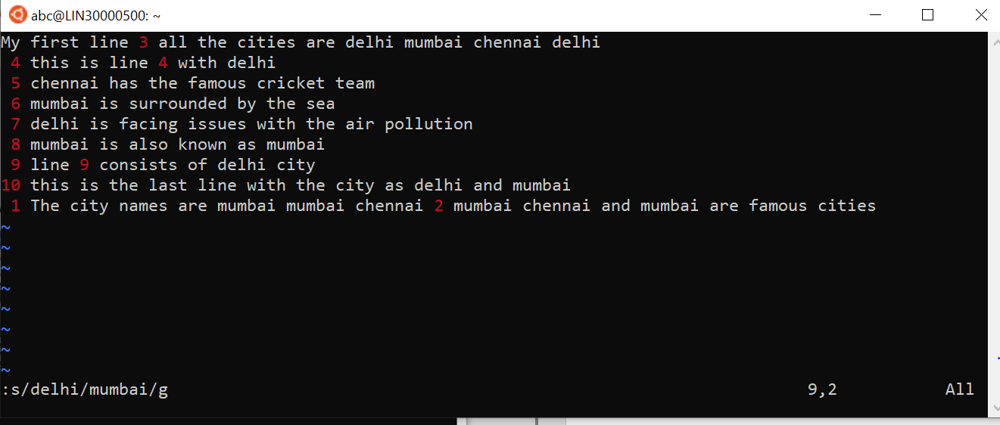 abc@LIN30000500: ~
My first line 3 all the cities are delhi mumbai chennai delhi
4 this is line 4 with delhi
5 chennai has the famous cricket team
6 mumbai is surrounded by the sea
7 delhi is facing issues with the air pollution
8 mumbai is also known as mumbai
9 line 9 consists of delhi city
10 this is the last line with the city as delhi and mumbai
1 The city names are mumbai mumbai chennai 2 mumbai chennai and mumbai are famous cities
~
~
~
~
~
~
~
~
:s/delhi/mumbai/g 9,2 All